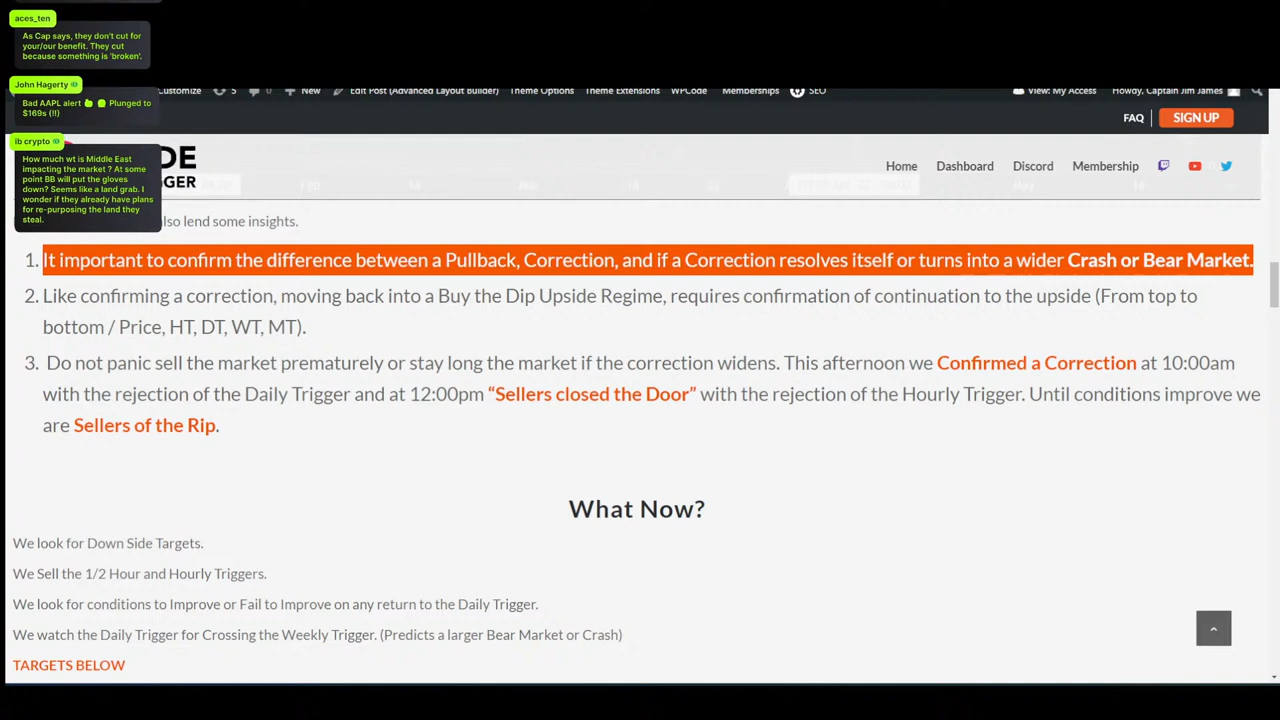 aces_ten
As Cap says, they don't cut for
your/our benefit. They cut
because something is 'broken'.
John Hagerty
Bad AAPL alert Plunged to
$169s (!!)
ib crypto
How much wt is Middle East
impacting the market ? At some
point BB will put the gloves
down? Seems like a land grab. I
wonder if they already have plans
for re-purposing the land they
steal.
Customize 5 0 New Edit Post (Advanced Layout Builder) Theme Options Theme Extensions WPCode Membership SEO View: My Access Howdy, Captain Jim James
FAQ SIGN UP
DE
RIGGER
Home Dashboard Discord Membership
also lend some insights.
1. It important to confirm the difference between a Pullback, Correction, and if a Correction resolves itself or turns into a wider Crash or Bear Market.
2. Like confirming a correction, moving back into a Buy the Dip Upside Regime, requires confirmation of continuation to the upside (From top to
bottom / Price, HT, DT, WT, MT).
3. Do not panic sell the market prematurely or stay long the market if the correction widens. This afternoon we Confirmed a Correction at 10:00am
with the rejection of the Daily Trigger and at 12:00pm “Sellers closed the Door” with the rejection of the Hourly Trigger. Until conditions improve we
are Sellers of the Rip.
What Now?
We look for Down Side Targets.
We Sell the 1/2 Hour and Hourly Triggers.
We look for conditions to Improve or Fail to Improve on any return to the Daily Trigger.
We watch the Daily Trigger for Crossing the Weekly Trigger. (Predicts a larger Bear Market or Crash)
TARGETS BELOW